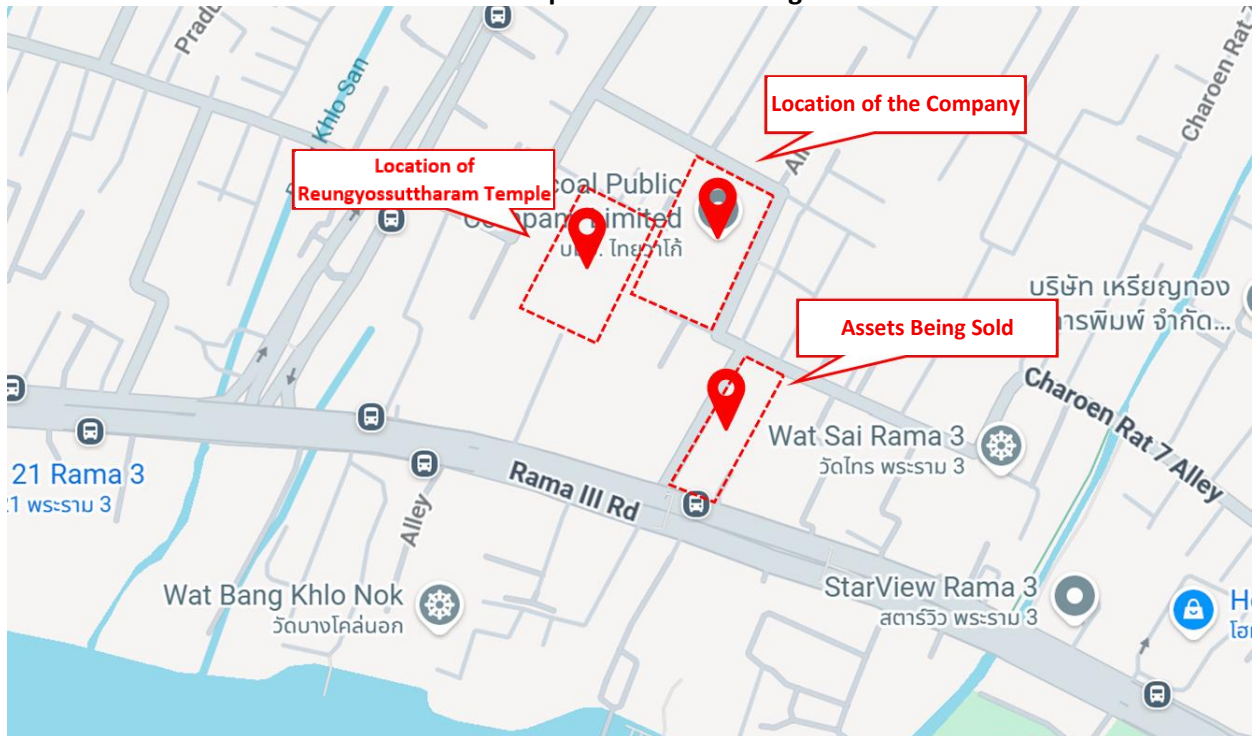 Location of the Company
Location of
Reungyossuttharam Temple
Khlo San
coal Public
Limited
ไทยวาโก้
บริษัท เหรียญทอง
การพิมพ์ จำกัด...
Charoen Rat 7
Assets Being Sold
Charoen Rat 7 Alley
Wat Sai Rama 3
วัดไทร พระราม 3
21 Rama 3
21 พระราม 3
Rama III Rd
Alley
Wat Bang Khlo Nok
วัดบางโคล่นอก
StarView Rama 3
สตาร์วิว พระราม 3